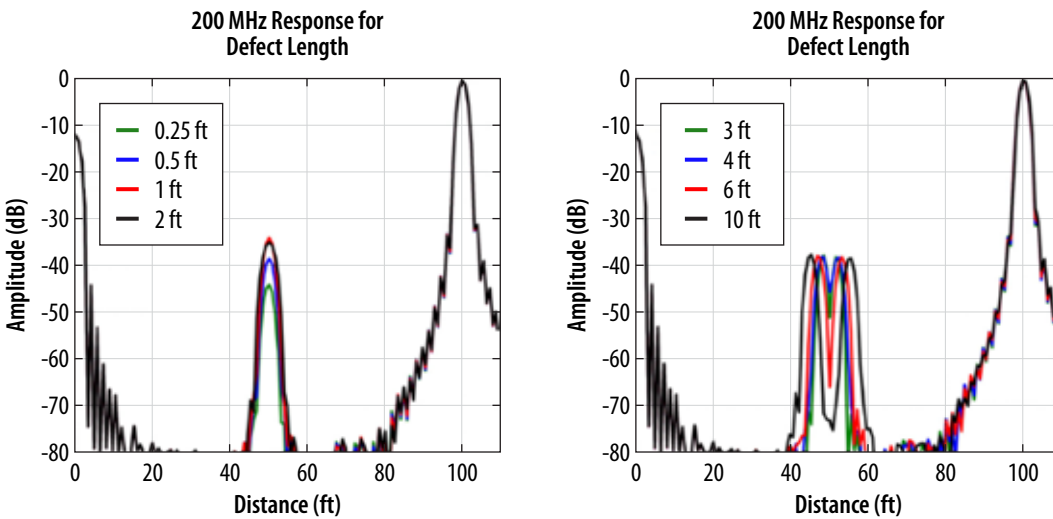 200 MHz Response for
Defect Length
0
-10
-20
-30
-40
-50
-60
-70
-80
Amplitude (dB)
0.25 ft
0.5 ft
1 ft
2 ft
0 20 40 60 80 100
Distance (ft)
200 MHz Response for
Defect Length
0
-10
-20
-30
-40
-50
-60
-70
-80
Amplitude (dB)
3 ft
4 ft
6 ft
10 ft
0 20 40 60 80 100
Distance (ft)